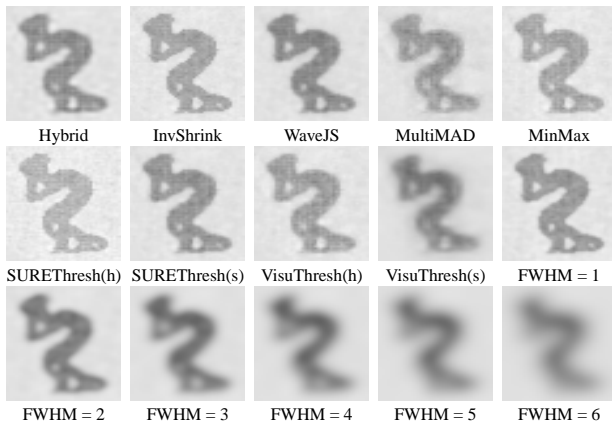 Hybrid InvShrink WaveJS MultiMAD MinMax
SUREThresh(h) SUREThresh(s) VisuThresh(h) VisuThresh(s) FWHM = 1
FWHM = 2 FWHM = 3 FWHM = 4 FWHM = 5 FWHM = 6